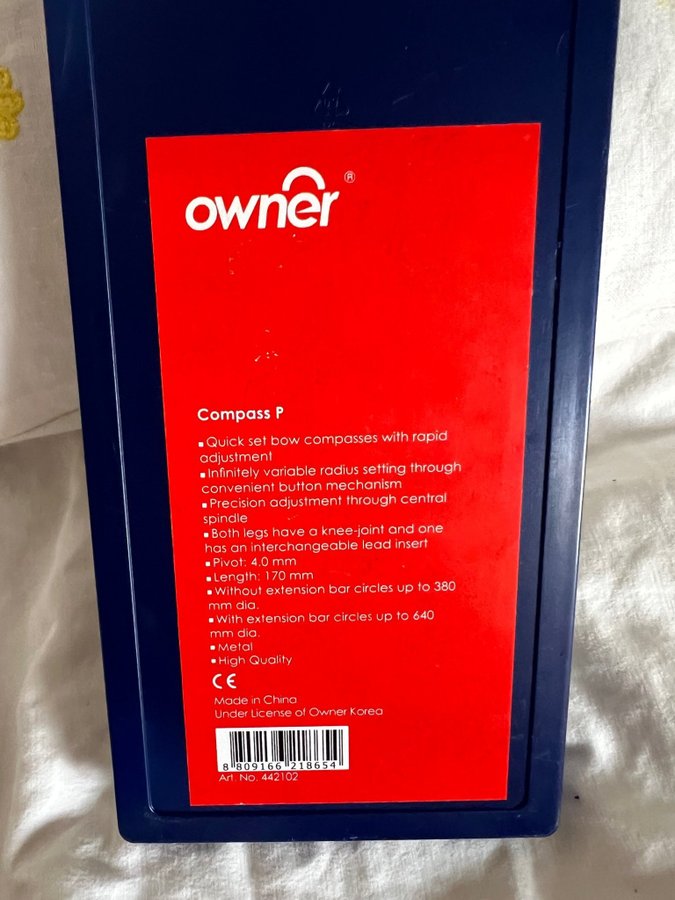 owner®
Compass P
▪Quick set bow compasses with rapid
adjustment
▪Infinitely variable radius setting through
convenient button mechanism
▪Precision adjustment through central
spindle
▪Both legs have a knee-joint and one
has an interchangeable lead insert
▪Pivot: 4.0 mm
▪Length: 170 mm
▪Without extension bar circles up to 380
mm dia.
▪With extension bar circles up to 640
mm dia.
▪Metal
▪High Quality
CE
Made in China
Under License of Owner Korea
8 809166 218654
Art. No. 442102